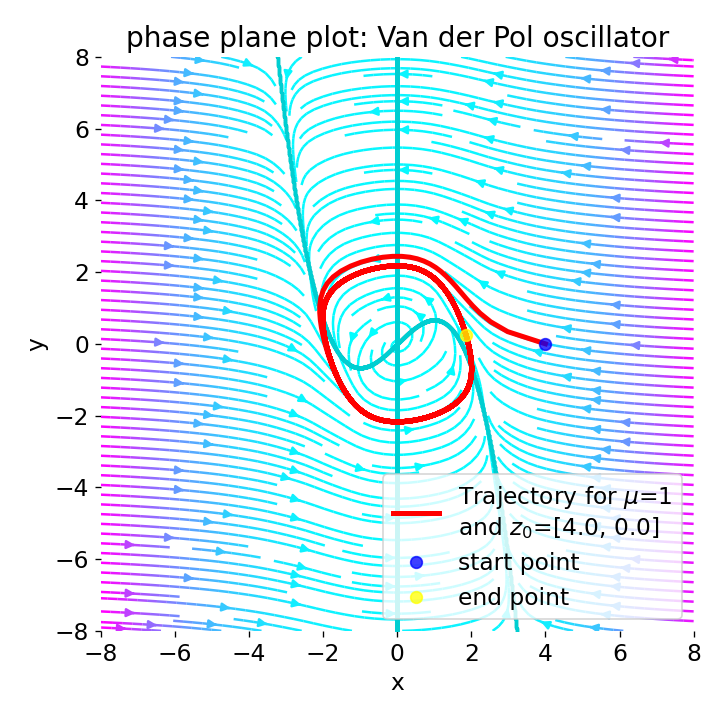 phase plane plot: Van der Pol oscillator
8
6
4
2
0
−2
−4
−6
−8
y
−8 −6 −4 −2 0 2 4 6 8
x
Trajectory for μ=1
and z₀=[4.0, 0.0]
start point
end point